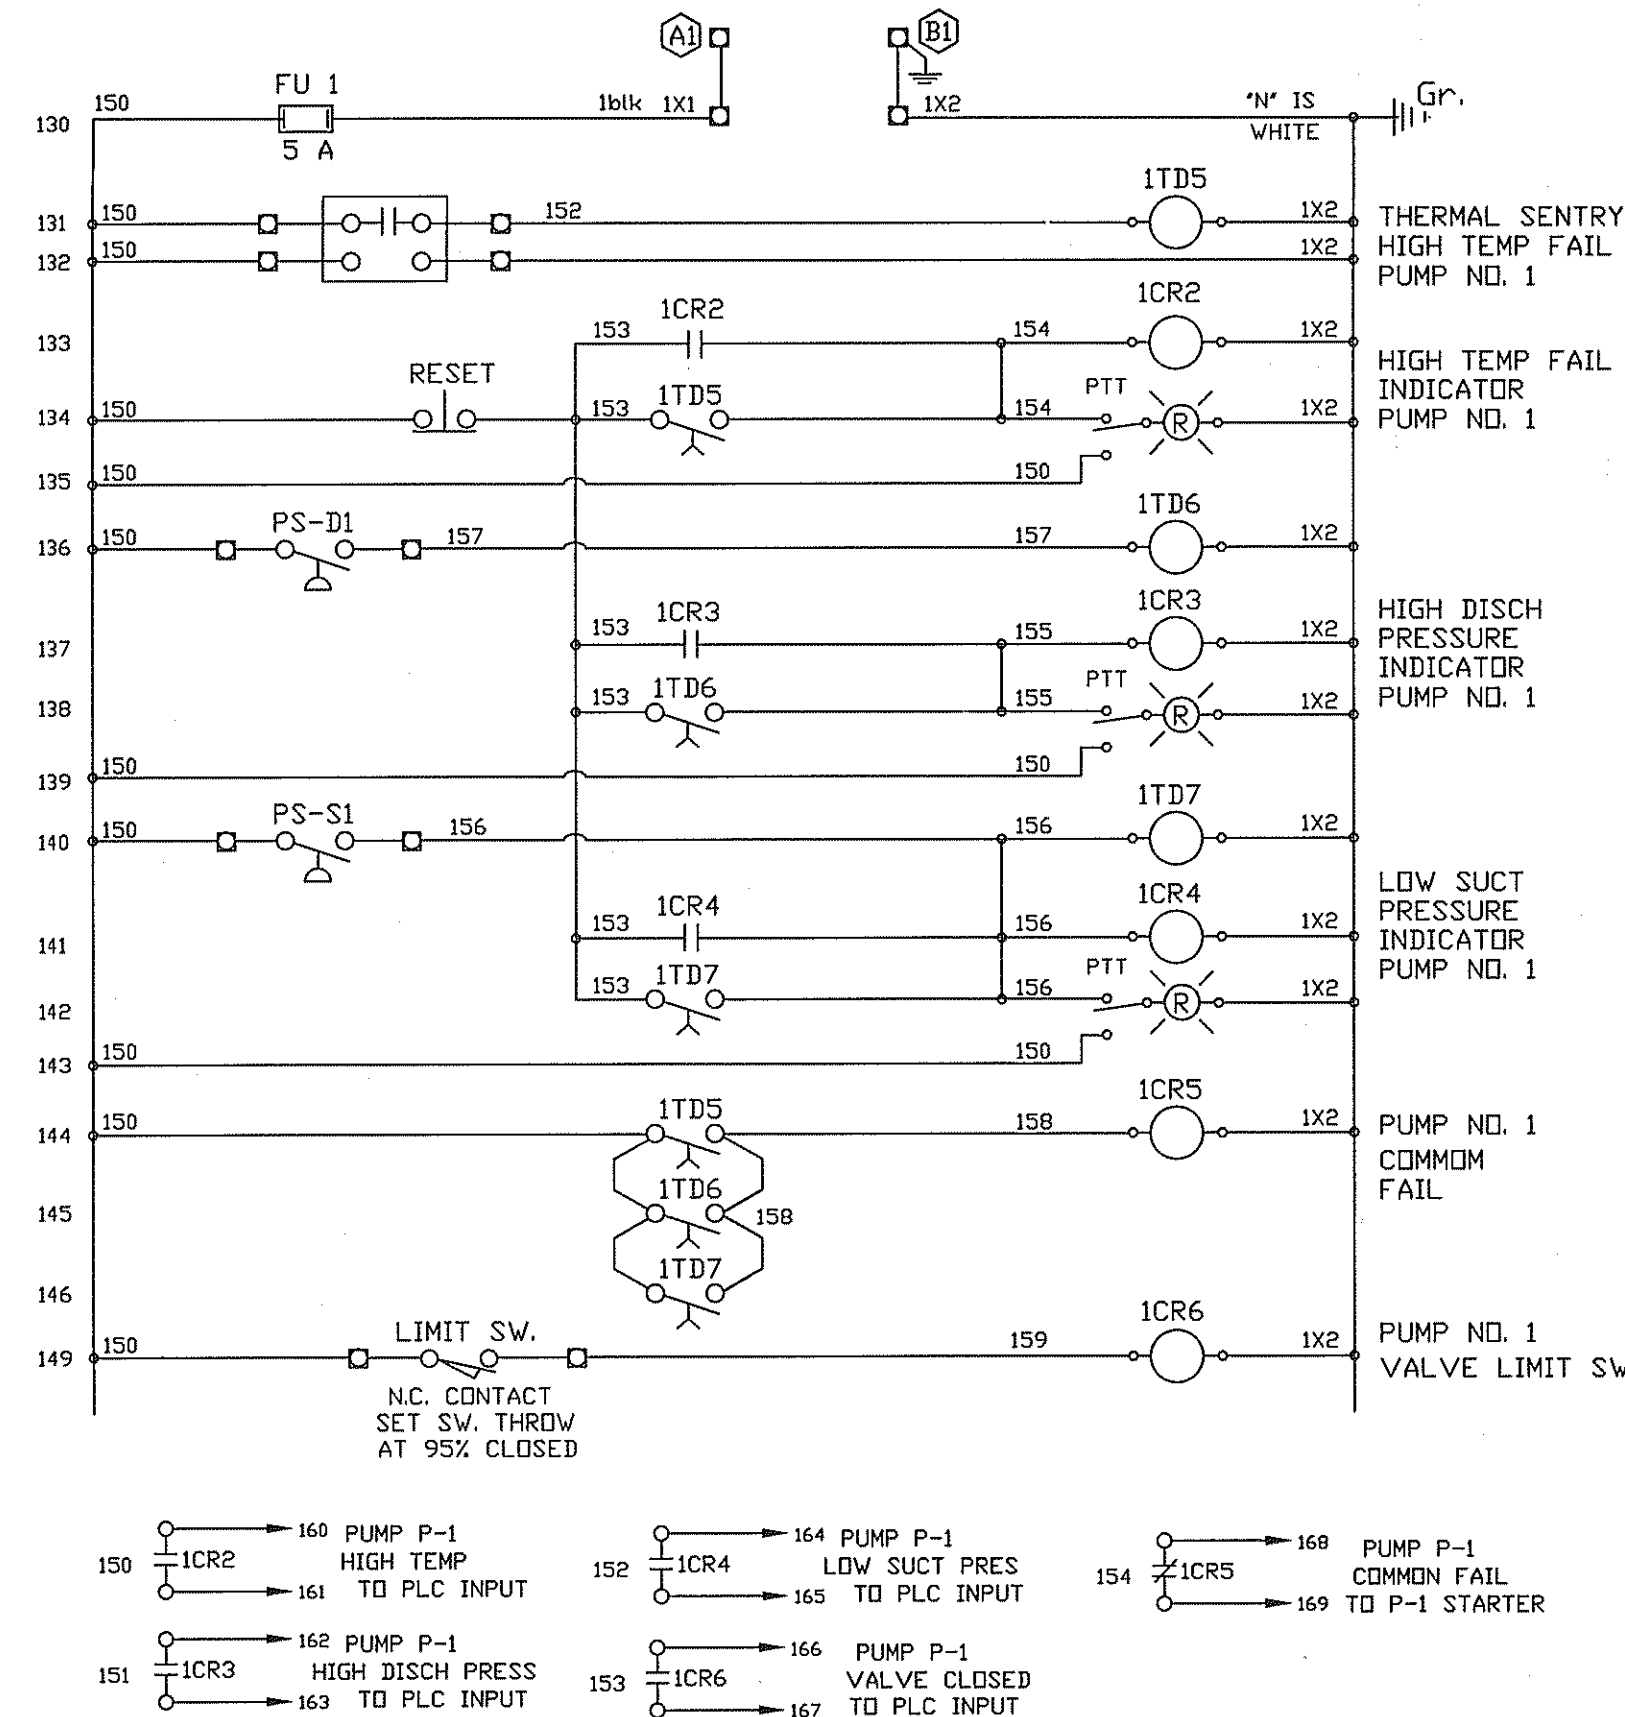 A1
B1
FU 1
Gr.
150
1blk 1X1
1X2
"N" IS
130
WHITE
5 A
1TD5
131
150
152
1X2
THERMAL SENTRY
132
150
1X2
HIGH TEMP FAIL
PUMP NO. 1
1CR2
1CR2
133
153
154
1X2
HIGH TEMP FAIL
RESET
PTT
INDICATOR
1TD5
134
150
153
154
R
1X2
PUMP NO. 1
135
150
150
1TD6
PS-D1
136
150
157
157
1X2
1CR3
HIGH DISCH
1CR3
137
153
155
1X2
PRESSURE
INDICATOR
PTT
1TD6
138
153
155
R
1X2
PUMP NO. 1
139
150
150
1TD7
PS-S1
140
150
156
156
1X2
LOW SUCT
1CR4
1CR4
PRESSURE
141
153
156
1X2
INDICATOR
PTT
PUMP NO. 1
1TD7
142
153
156
R
1X2
143
150
150
1CR5
1TD5
144
150
158
1X2
PUMP NO. 1
COMMOM
1TD6
FAIL
145
158
1TD7
146
1CR6
LIMIT SW.
149
150
159
1X2
PUMP NO. 1
VALVE LIMIT SW
N.C. CONTACT
SET SW. THROW
AT 95% CLOSED
160 PUMP P-1
150 1CR2 HIGH TEMP
161 TO PLC INPUT
164 PUMP P-1
152 1CR4 LOW SUCT PRES
165 TO PLC INPUT
168 PUMP P-1
154 1CR5 COMMON FAIL
169 TO P-1 STARTER
162 PUMP P-1
151 1CR3 HIGH DISCH PRESS
163 TO PLC INPUT
166 PUMP P-1
153 1CR6 VALVE CLOSED
167 TO PLC INPUT